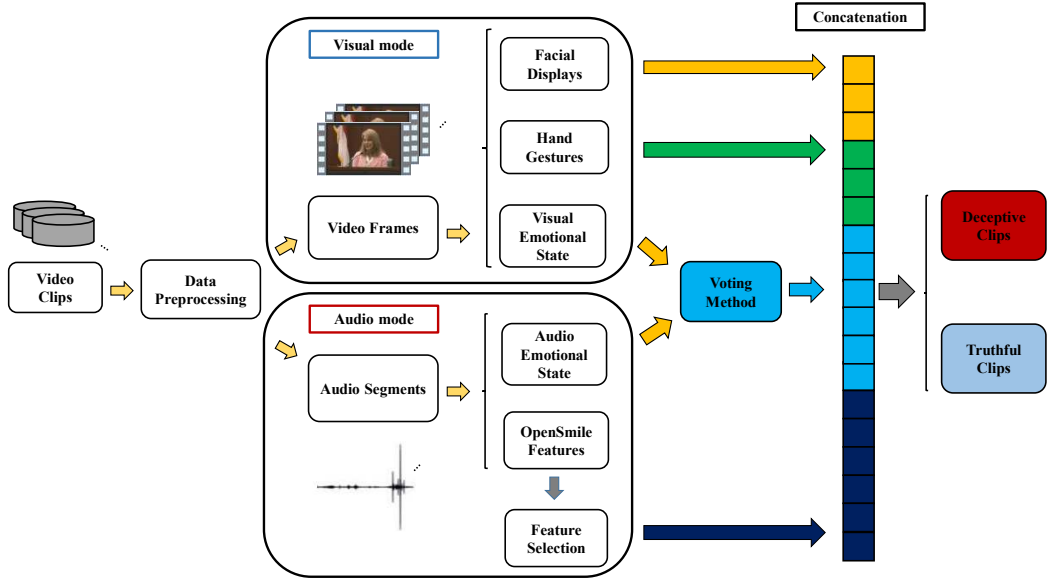 Concatenation
Visual mode
Facial
Displays
Hand
Gestures
Video Frames
Visual
Emotional
State
Video
Clips
Data
Preprocessing
Audio mode
Audio Segments
Audio
Emotional
State
OpenSmile
Features
Feature
Selection
Voting
Method
Deceptive
Clips
Truthful
Clips